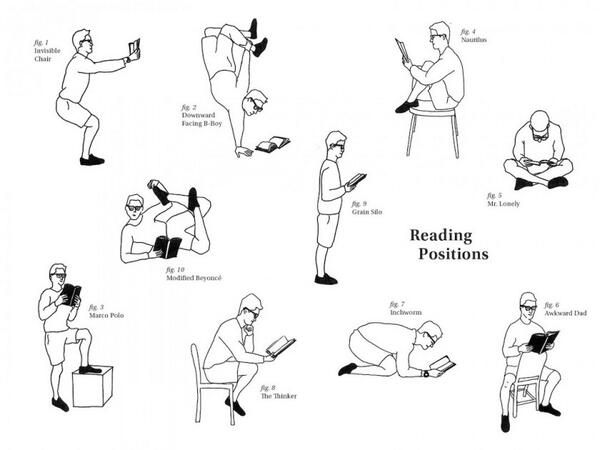 fig. 1
Invisible
Chair
fig. 2
Downward
Facing B-Boy
fig. 4
Nautilus
fig. 5
Mr. Lonely
fig. 9
Grain Silo
Reading
Positions
fig. 10
Modified Beyoncé
fig. 3
Marco Polo
fig. 8
The Thinker
fig. 7
Inchworm
fig. 6
Awkward Dad